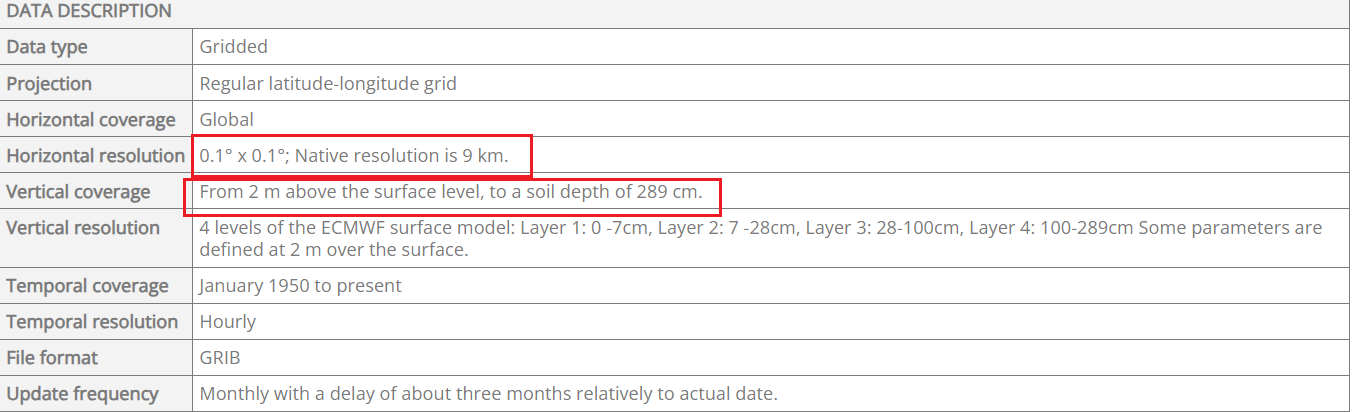 DATA DESCRIPTION
Data type Gridded
Projection Regular latitude-longitude grid
Horizontal coverage Global
Horizontal resolution 0.1° x 0.1°; Native resolution is 9 km.
Vertical coverage From 2 m above the surface level, to a soil depth of 289 cm.
Vertical resolution 4 levels of the ECMWF surface model: Layer 1: 0 -7cm, Layer 2: 7 -28cm, Layer 3: 28-100cm, Layer 4: 100-289cm Some parameters are
defined at 2 m over the surface.
Temporal coverage January 1950 to present
Temporal resolution Hourly
File format GRIB
Update frequency Monthly with a delay of about three months relatively to actual date.